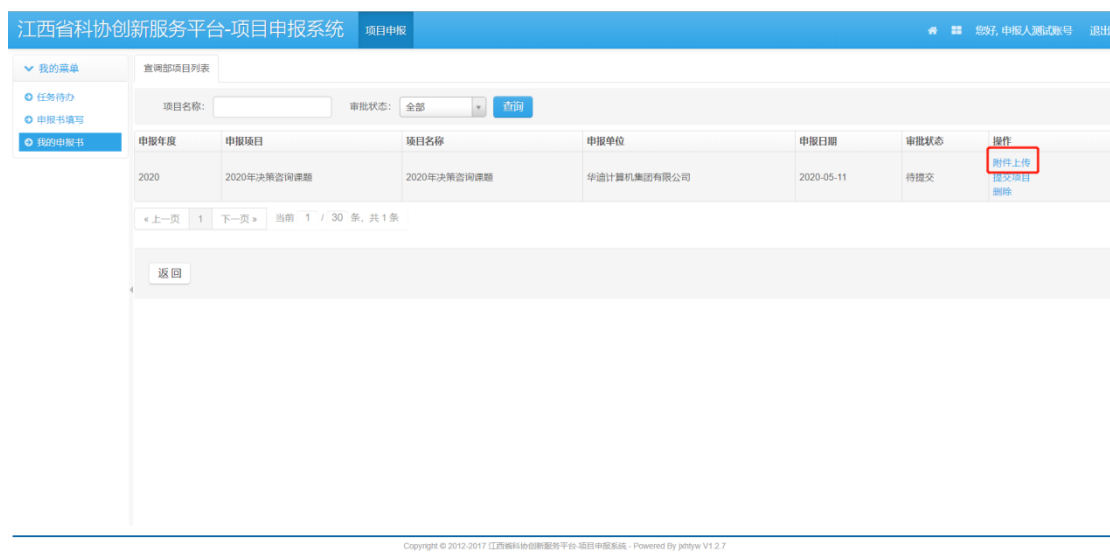 江西省科协创新服务平台-项目申报系统 项目申报 您好, 申报人测试账号 退出
我的菜单
任务待办
申报书填写
我的申报书
宣调部项目列表
项目名称: 审批状态: 全部 查询
申报年度 申报项目 项目名称 申报单位 申报日期 审批状态 操作
2020 2020年决策咨询课题 2020年决策咨询课题 华迪计算机集团有限公司 2020-05-11 待提交 附件上传
提交项目
删除
« 上一页 1 下一页 » 当前 1 / 30 条, 共 1 条
返 回
Copyright © 2012-2017 江西省科协创新服务平台-项目申报系统 - Powered By jxhtyw V1.2.7